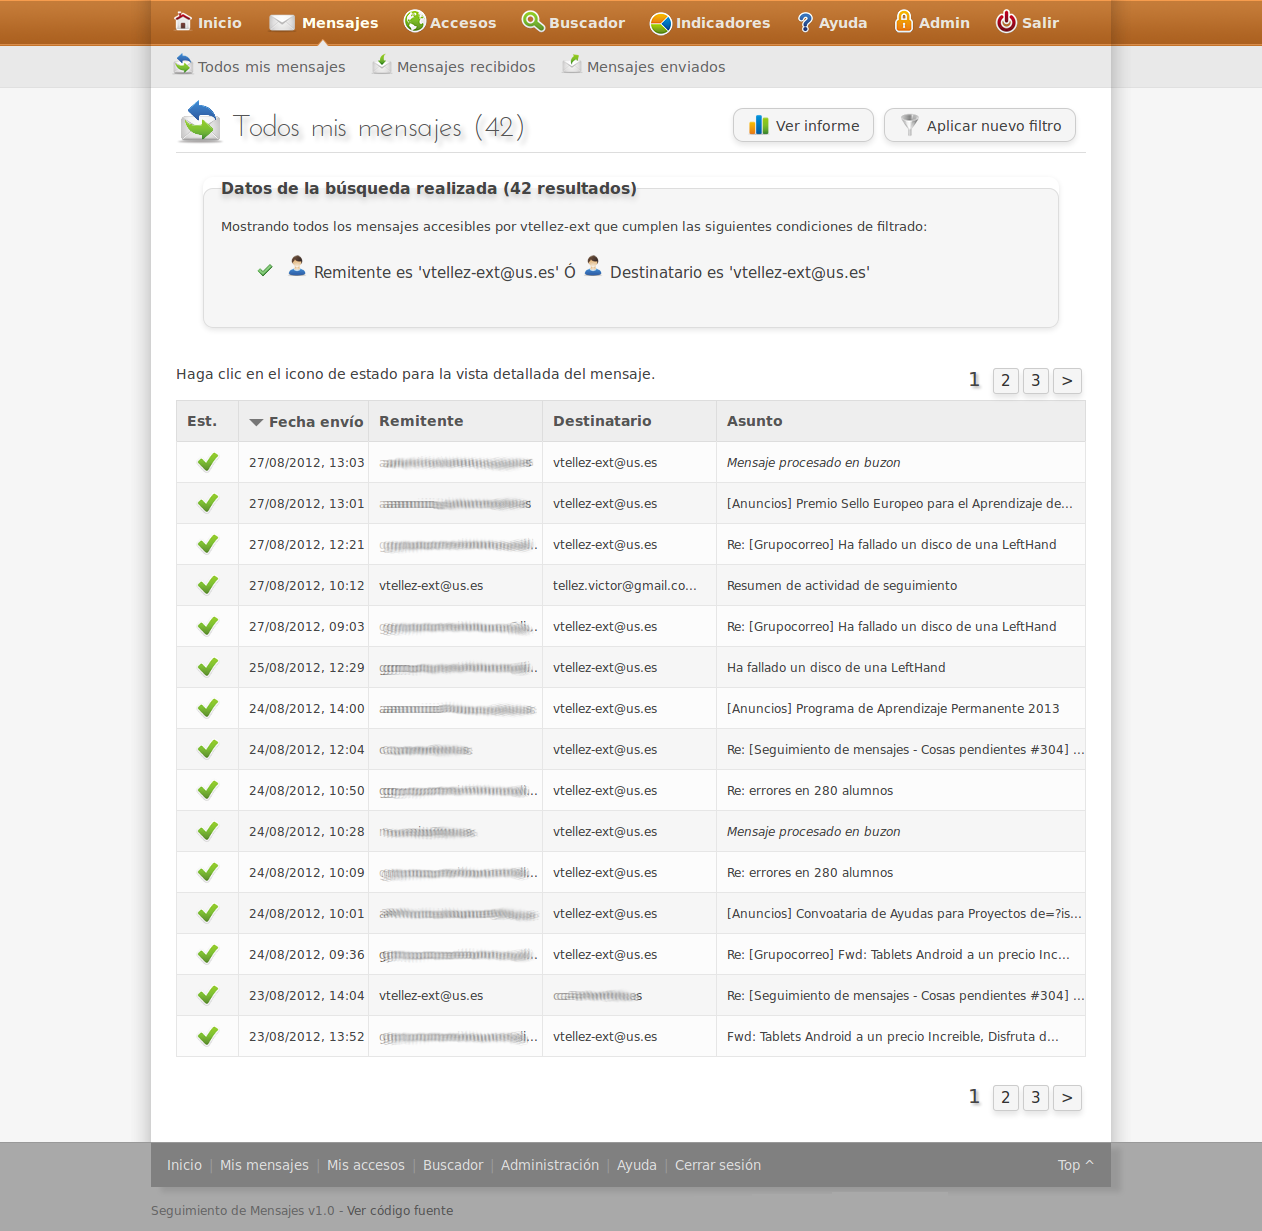 Inicio Mensajes Accesos Buscador Indicadores Ayuda Admin Salir
Todos mis mensajes Mensajes recibidos Mensajes enviados
Todos mis mensajes (42) Ver informe Aplicar nuevo filtro
Datos de la búsqueda realizada (42 resultados)
Mostrando todos los mensajes accesibles por vtellez-ext que cumplen las siguientes condiciones de filtrado:
Remitente es 'vtellez-ext@us.es' Ó Destinatario es 'vtellez-ext@us.es'
Haga clic en el icono de estado para la vista detallada del mensaje. 1 2 3 >
Est. Fecha envío Remitente Destinatario Asunto
27/08/2012, 13:03 vtellez-ext@us.es Mensaje procesado en buzon
27/08/2012, 13:01 vtellez-ext@us.es [Anuncios] Premio Sello Europeo para el Aprendizaje de...
27/08/2012, 12:21 vtellez-ext@us.es Re: [Grupocorreo] Ha fallado un disco de una LeftHand
27/08/2012, 10:12 vtellez-ext@us.es tellez.victor@gmail.co... Resumen de actividad de seguimiento
27/08/2012, 09:03 vtellez-ext@us.es Re: [Grupocorreo] Ha fallado un disco de una LeftHand
25/08/2012, 12:29 vtellez-ext@us.es Ha fallado un disco de una LeftHand
24/08/2012, 14:00 vtellez-ext@us.es [Anuncios] Programa de Aprendizaje Permanente 2013
24/08/2012, 12:04 vtellez-ext@us.es Re: [Seguimiento de mensajes - Cosas pendientes #304] ...
24/08/2012, 10:50 vtellez-ext@us.es Re: errores en 280 alumnos
24/08/2012, 10:28 vtellez-ext@us.es Mensaje procesado en buzon
24/08/2012, 10:09 vtellez-ext@us.es Re: errores en 280 alumnos
24/08/2012, 10:01 vtellez-ext@us.es [Anuncios] Convoataria de Ayudas para Proyectos de=?is...
24/08/2012, 09:36 vtellez-ext@us.es Re: [Grupocorreo] Fwd: Tablets Android a un precio Inc...
23/08/2012, 14:04 vtellez-ext@us.es Re: [Seguimiento de mensajes - Cosas pendientes #304] ...
23/08/2012, 13:52 vtellez-ext@us.es Fwd: Tablets Android a un precio Increible, Disfruta d...
1 2 3 >
Inicio | Mis mensajes | Mis accesos | Buscador | Administración | Ayuda | Cerrar sesión Top ^
Seguimiento de Mensajes v1.0 - Ver código fuente